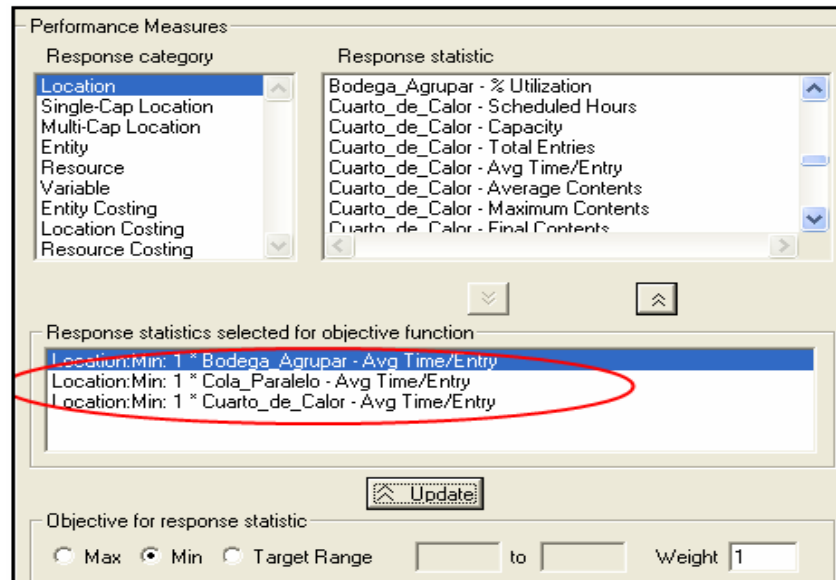 Performance Measures
Response category
Response statistic
Location
Single-Cap Location
Multi-Cap Location
Entity
Resource
Variable
Entity Costing
Location Costing
Resource Costing
Bodega_Agrupar - % Utilization
Cuarto_de_Calor - Scheduled Hours
Cuarto_de_Calor - Capacity
Cuarto_de_Calor - Total Entries
Cuarto_de_Calor - Avg Time/Entry
Cuarto_de_Calor - Average Contents
Cuarto_de_Calor - Maximum Contents
Cuarto_de_Calor - Final Contents
Response statistics selected for objective function
Location:Min: 1 * Bodega_Agrupar - Avg Time/Entry
Location:Min: 1 * Cola_Paralelo - Avg Time/Entry
Location:Min: 1 * Cuarto_de_Calor - Avg Time/Entry
Update
Objective for response statistic
Max Min Target Range to Weight 1